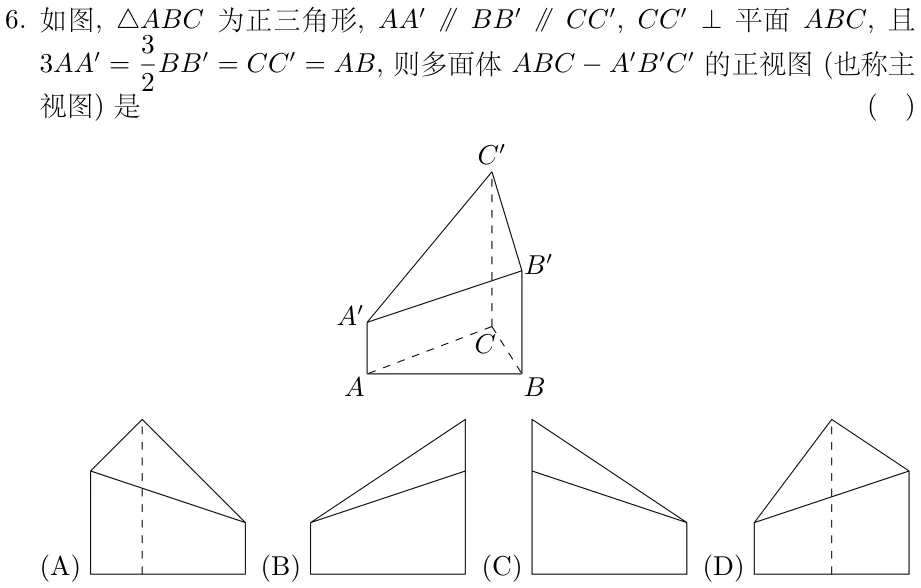 6. 如图, △ABC 为正三角形, AA′ ∥ BB′ ∥ CC′, CC′ ⊥ 平面 ABC, 且
3AA′ = 3/2 BB′ = CC′ = AB, 则多面体 ABC − A′B′C′ 的正视图 (也称主
视图) 是 ( )
C′
B′
A′
C
A B
(A) (B) (C) (D)